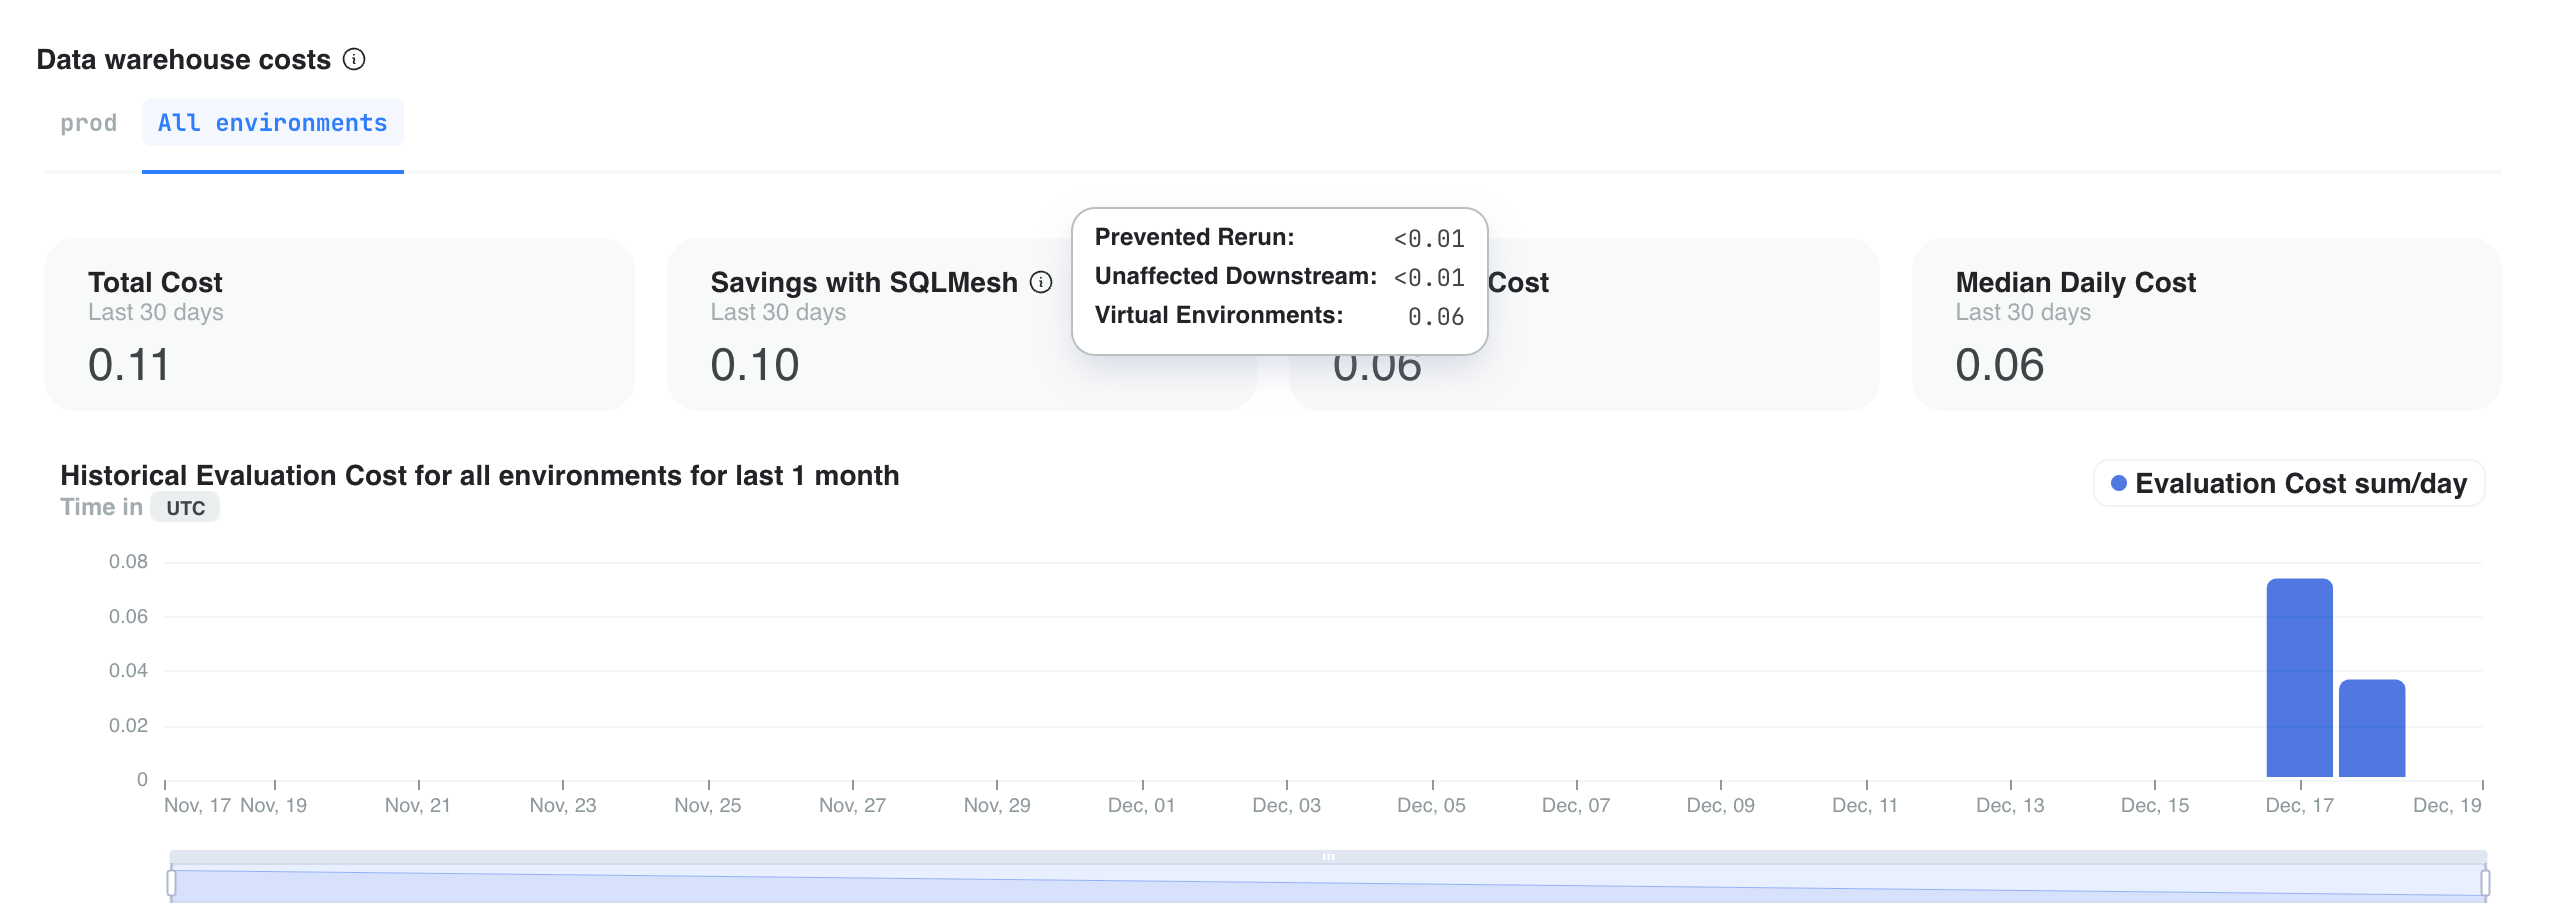 Data warehouse costs
prod All environments
Prevented Rerun: <0.01
Unaffected Downstream: <0.01
Virtual Environments: 0.06
Total Cost
Last 30 days
0.11
Savings with SQLMesh
Last 30 days
0.10
Cost
0.06
Median Daily Cost
Last 30 days
0.06
Historical Evaluation Cost for all environments for last 1 month
Time in UTC
Evaluation Cost sum/day
0.08
0.06
0.04
0.02
0
Nov, 17 Nov, 19 Nov, 21 Nov, 23 Nov, 25 Nov, 27 Nov, 29 Dec, 01 Dec, 03 Dec, 05 Dec, 07 Dec, 09 Dec, 11 Dec, 13 Dec, 15 Dec, 17 Dec, 19